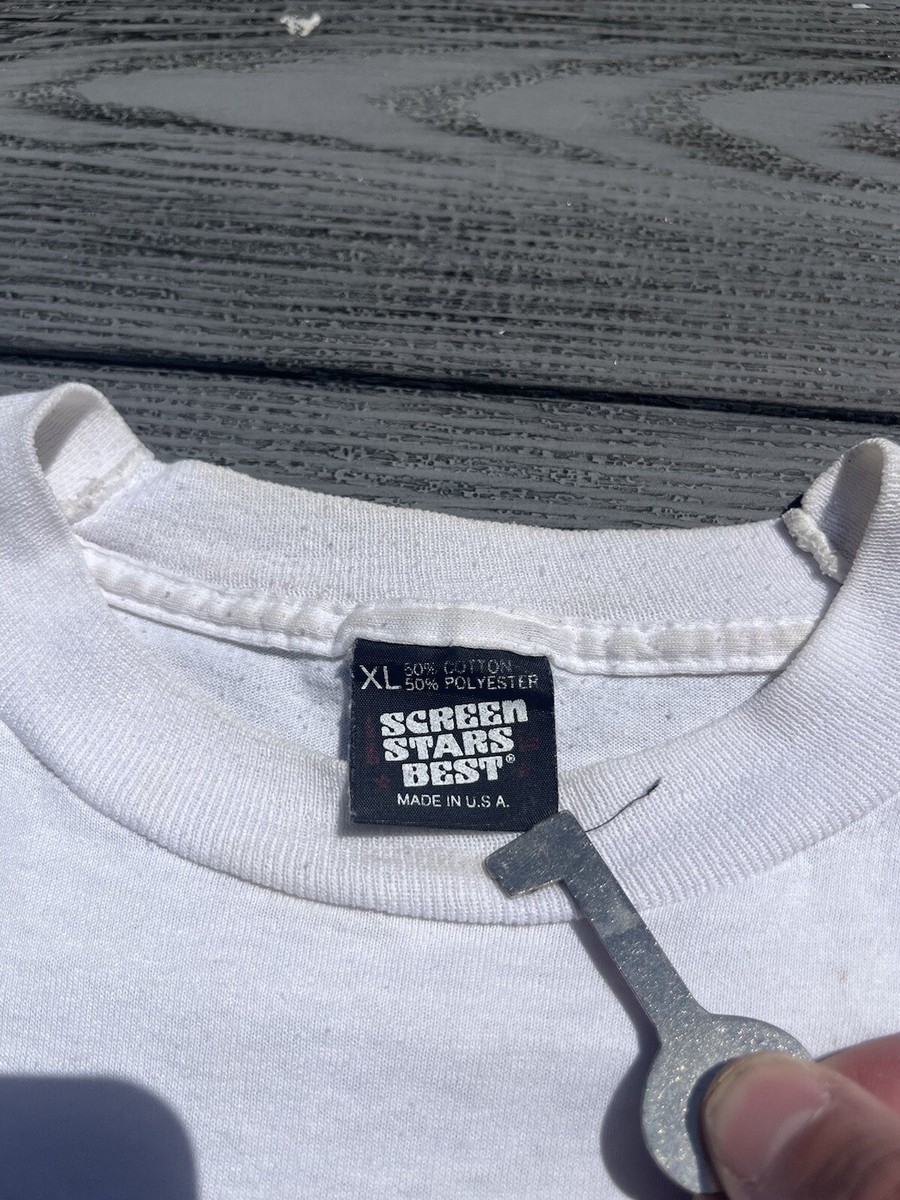 XL 50% COTTON
50% POLYESTER
SCREEN
STARS
BEST®
MADE IN U.S.A.